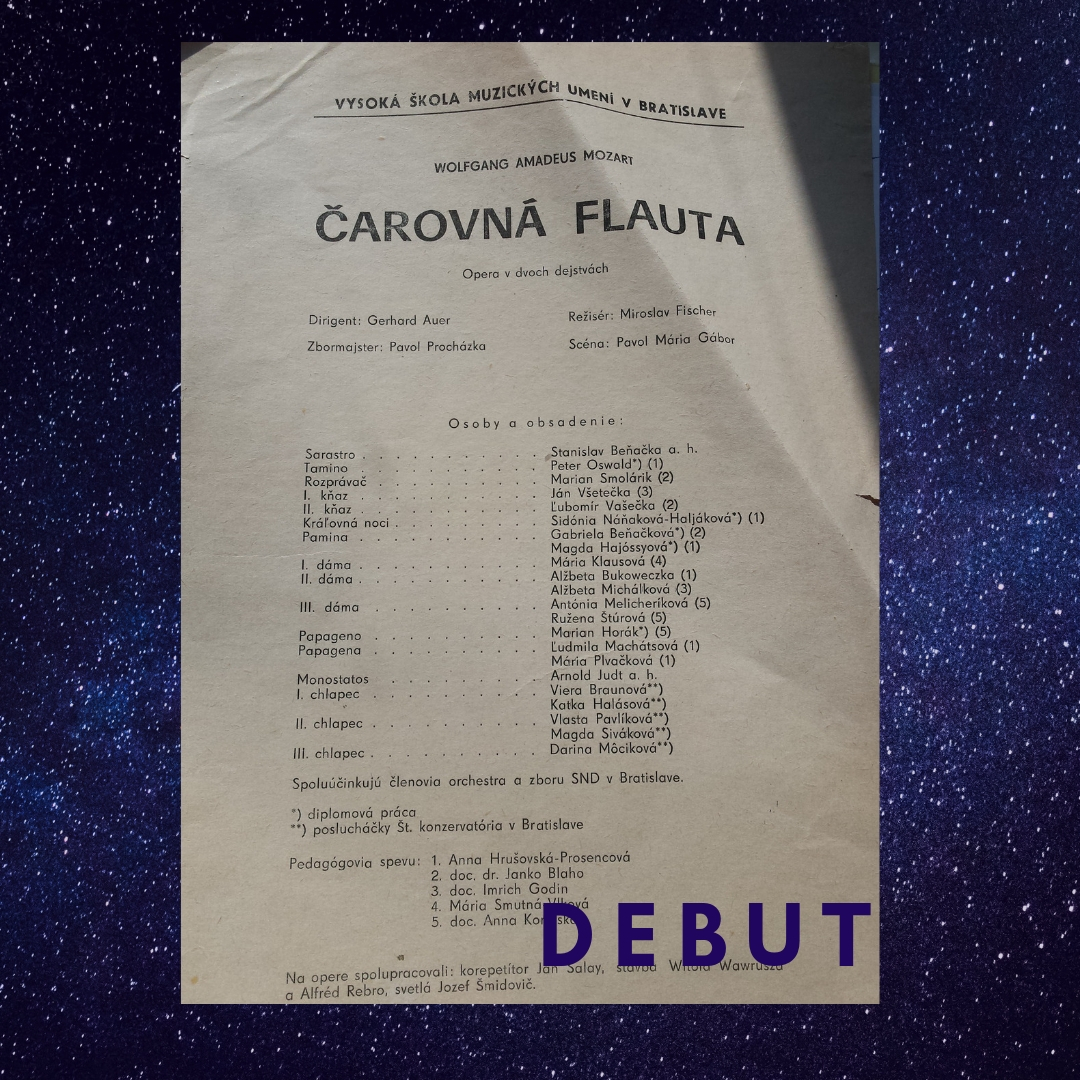 VYSOKÁ ŠKOLA MUZICKÝCH UMENÍ V BRATISLAVE
WOLFGANG AMADEUS MOZART
ČAROVNÁ FLAUTA
Opera v dvoch dejstvách
Dirigent: Gerhard Auer
Režisér: Miroslav Fischer
Zbormajster: Pavol Procházka
Scéna: Pavol Mária Gábor
Osoby a obsadenie:
Sarastro . . . . . . . . . . . Stanislav Beňačka a. h.
Tamino . . . . . . . . . . . Peter Oswald*) (1)
Rozprávač . . . . . . . . . . Marian Smolárik (2)
I. kňaz . . . . . . . . . . . Ján Všetečka (3)
II. kňaz . . . . . . . . . . . Ľubomír Vašečka (2)
Kráľovná noci . . . . . . . . . Sidónia Náňaková-Haljáková*) (1)
Pamina . . . . . . . . . . . Gabriela Beňačková*) (2)
Magda Hajóssyová*) (1)
I. dáma . . . . . . . . . . . Mária Klausová (4)
II. dáma . . . . . . . . . . . Alžbeta Bukoweczka (1)
Alžbeta Michálková (3)
III. dáma . . . . . . . . . . Antónia Melicheríková (5)
Ružena Štúrová (5)
Papageno . . . . . . . . . . Marian Horák*) (5)
Papagena . . . . . . . . . . Ľudmila Machátsová (1)
Mária Plvačková (1)
Monostatos . . . . . . . . . Arnold Judt a. h.
I. chlapec . . . . . . . . . . Viera Braunová**)
Katka Halásová**)
II. chlapec . . . . . . . . . . Vlasta Pavlíková**)
Magda Siváková**)
III. chlapec . . . . . . . . . . Darina Môciková**)
Spoluúčinkujú členovia orchestra a zboru SND v Bratislave.
*) diplomová práca
**) poslucháčky Št. konzervatória v Bratislave
Pedagógovia spevu: 1. Anna Hrušovská-Prosencová
2. doc. dr. Janko Blaho
3. doc. Imrich Godin
4. Mária Smutná
5. doc. Anna
DEBUT
Na opere spolupracovali: korepetítor Ján Salay, stavba Witold Wawrusza
a Alfréd Rebro, svetlá Jozef Šmidovič.